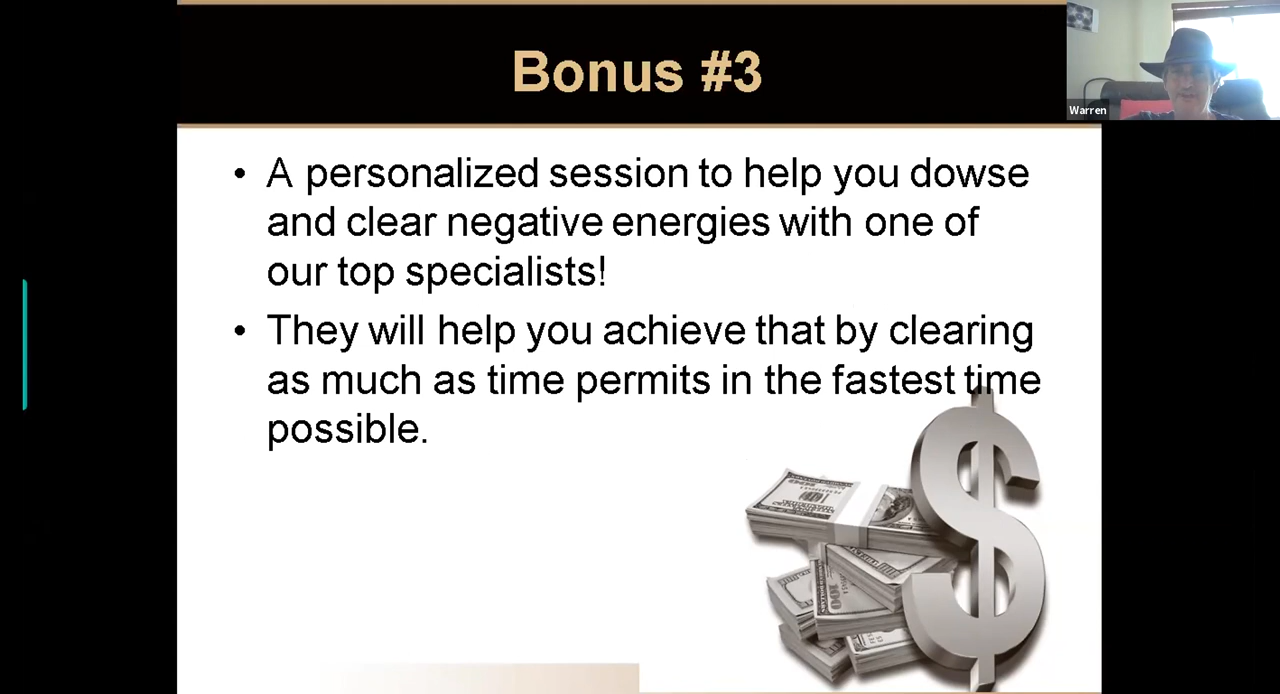 Bonus #3
Warren
• A personalized session to help you dowse
and clear negative energies with one of
our top specialists!
• They will help you achieve that by clearing
as much as time permits in the fastest time
possible.
100